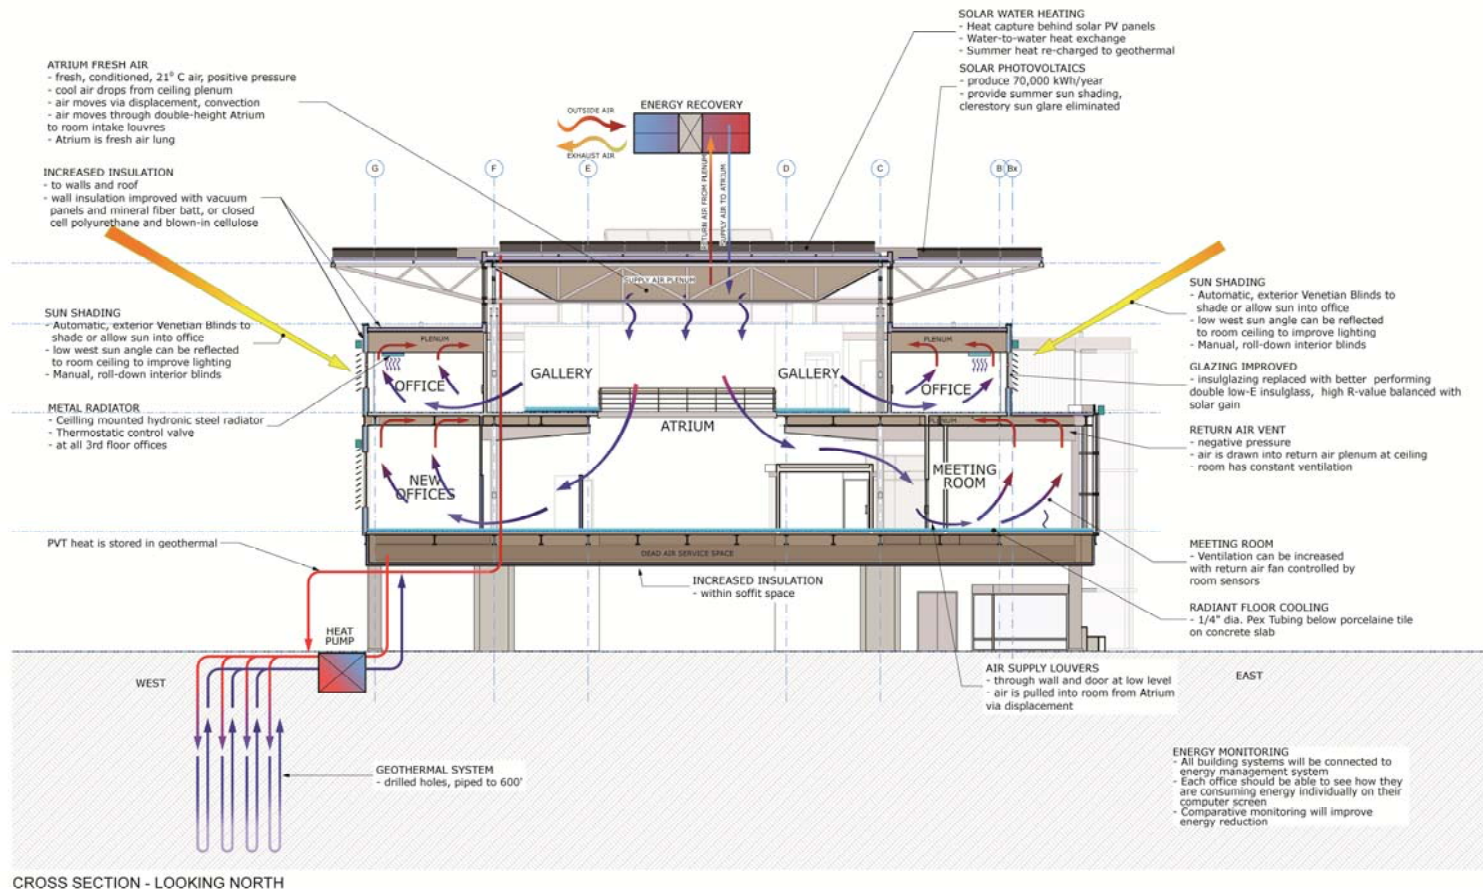 SOLAR WATER HEATING
- Heat capture behind solar PV panels
- Water-to-water heat exchange
- Summer heat re-charged to geothermal
SOLAR PHOTOVOLTAICS
- produce 70,000 kWh/year
- provide summer sun shading,
clerestory sun glare eliminated
ATRIUM FRESH AIR
- fresh, conditioned, 21⁰ C air, positive pressure
- cool air drops from ceiling plenum
- air moves via displacement, convection
- air moves through double-height Atrium
to room intake louvres
- Atrium is fresh air lung
OUTSIDE AIR
EXHAUST AIR
ENERGY RECOVERY
RETURN AIR FROM PLENUM
SUPPLY AIR TO ATRIUM
G
F
E
D
C
B
Bx
INCREASED INSULATION
- to walls and roof
- wall insulation improved with vacuum
panels and mineral fiber batt, or closed
cell polyurethane and blown-in cellulose
SUPPLY AIR PLENUM
SUN SHADING
- Automatic, exterior Venetian Blinds to
shade or allow sun into office
- low west sun angle can be reflected
to room ceiling to improve lighting
- Manual, roll-down interior blinds
SUN SHADING
- Automatic, exterior Venetian Blinds to
shade or allow sun into office
- low west sun angle can be reflected
to room ceiling to improve lighting
- Manual, roll-down interior blinds
PLENUM
PLENUM
OFFICE
GALLERY
GALLERY
OFFICE
GLAZING IMPROVED
- insulglazing replaced with better performing
double low-E insulglass, high R-value balanced with
solar gain
METAL RADIATOR
- Ceilling mounted hydronic steel radiator
- Thermostatic control valve
- at all 3rd floor offices
ATRIUM
PLENUM
RETURN AIR VENT
- negative pressure
- air is drawn into return air plenum at ceiling
- room has constant ventilation
NEW
OFFICES
MEETING
ROOM
PVT heat is stored in geothermal
DEAD AIR SERVICE SPACE
MEETING ROOM
- Ventilation can be increased
with return air fan controlled by
room sensors
INCREASED INSULATION
- within soffit space
RADIANT FLOOR COOLING
- 1/4" dia. Pex Tubing below porcelaine tile
on concrete slab
HEAT
PUMP
WEST
AIR SUPPLY LOUVERS
- through wall and door at low level
- air is pulled into room from Atrium
via displacement
EAST
GEOTHERMAL SYSTEM
- drilled holes, piped to 600'
ENERGY MONITORING
- All building systems will be connected to
energy management system
- Each office should be able to see how they
are consuming energy individually on their
computer screen
- Comparative monitoring will improve
energy reduction
CROSS SECTION - LOOKING NORTH